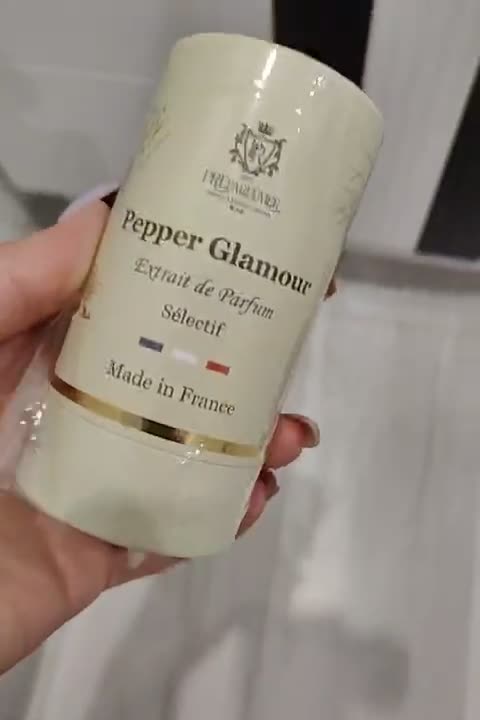 Pepper Glamour
Extrait de Parfum
Sélectif
Made in France